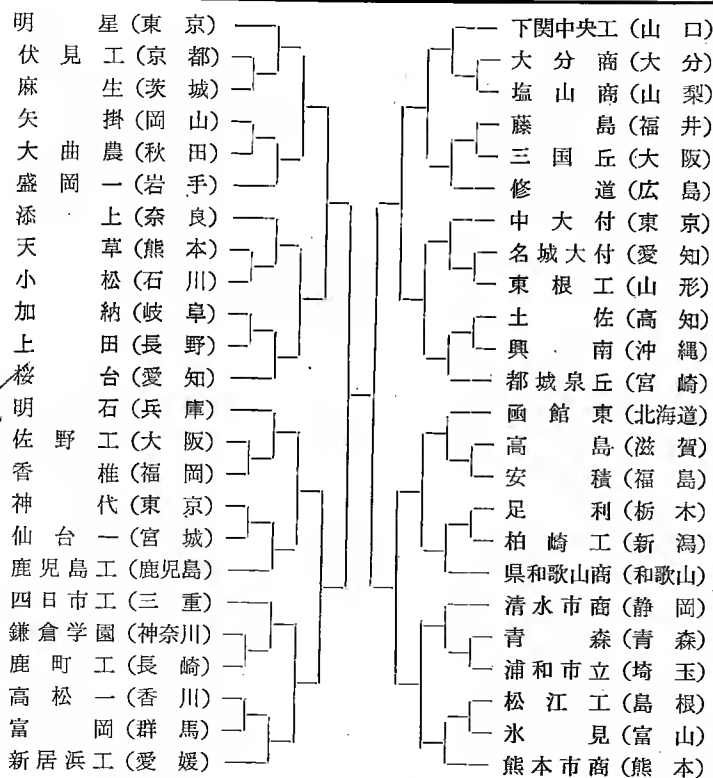 明星（東京）
伏見工（京都）
麻生（茨城）
矢掛（岡山）
大曲農（秋田）
盛岡一（岩手）
添上（奈良）
天草（熊本）
小松（石川）
加納（岐阜）
上田（長野）
桜台（愛知）
明石（兵庫）
佐野工（大阪）
香椎（福岡）
神代（東京）
仙台一（宮城）
鹿児島工（鹿児島）
四日市工（三重）
鎌倉学園（神奈川）
鹿町工（長崎）
高松一（香川）
富岡（群馬）
新居浜工（愛媛）
下関中央工（山口）
大分商（大分）
塩山商（山梨）
藤島（福井）
三国丘（大阪）
修道（広島）
中大付（東京）
名城大付（愛知）
東根工（山形）
土佐（高知）
興南（沖縄）
都城泉丘（宮崎）
函館東（北海道）
高島（滋賀）
安積（福島）
足利（栃木）
柏崎工（新潟）
県和歌山商（和歌山）
清水市商（静岡）
青森（青森）
浦和市立（埼玉）
松江工（島根）
氷見（富山）
熊本市商（熊本）